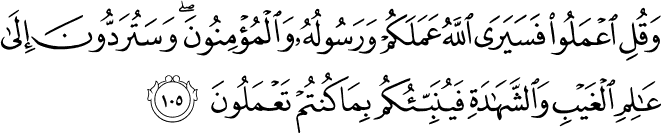 وَقُلِ ٱعۡمَلُواْ فَسَيَرَى ٱللَّهُ عَمَلَكُمۡ وَرَسُولُهُۥ وَٱلۡمُؤۡمِنُونَۖ وَسَتُرَدُّونَ إِلَىٰ
عَٰلِمِ ٱلۡغَيۡبِ وَٱلشَّهَٰدَةِ فَيُنَبِّئُكُم بِمَا كُنتُمۡ تَعۡمَلُونَ ١٠٥